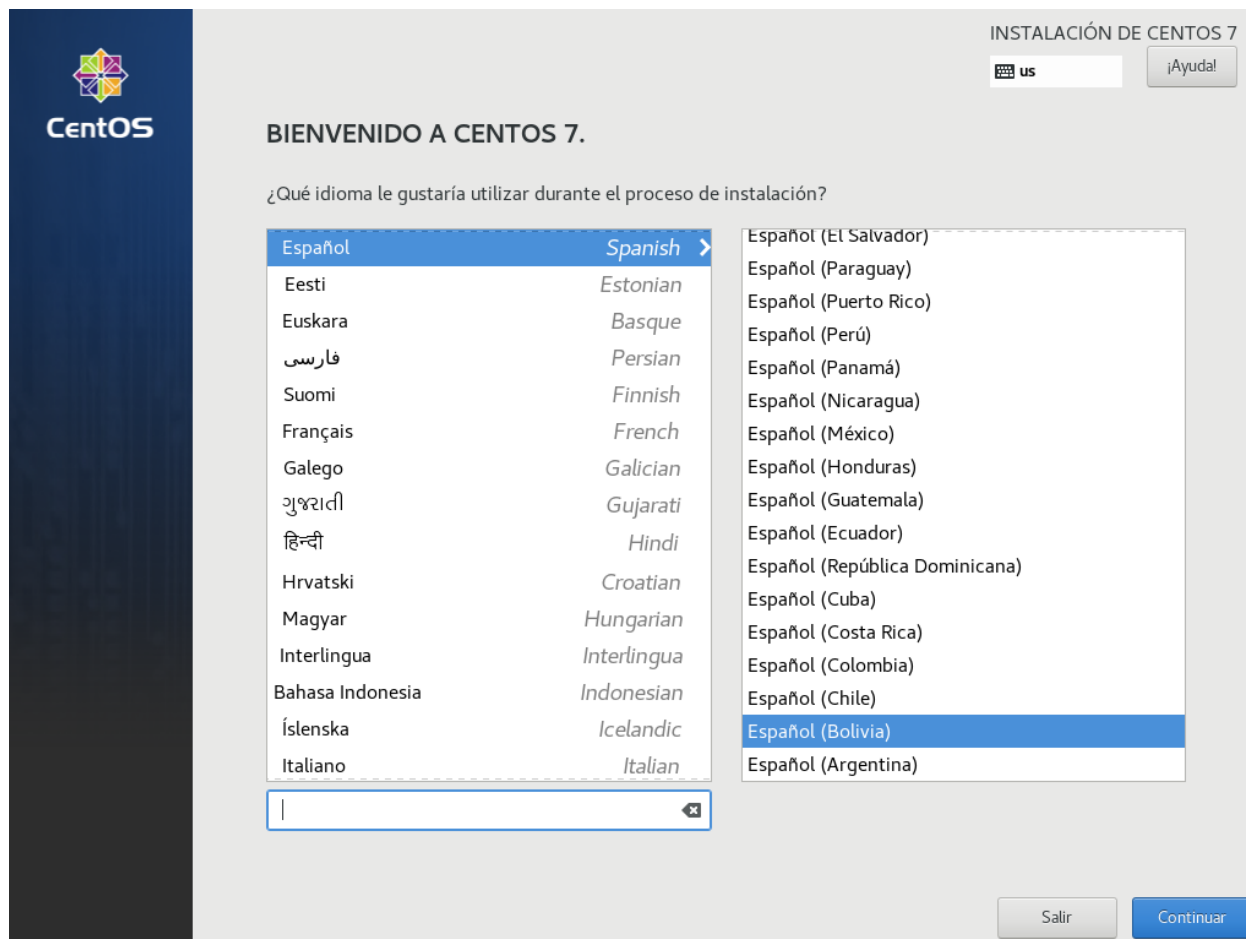 INSTALACIÓN DE CENTOS 7
us
¡Ayuda!
CentOS
BIENVENIDO A CENTOS 7.
¿Qué idioma le gustaría utilizar durante el proceso de instalación?
Español Spanish
Eesti Estonian
Euskara Basque
فارسی Persian
Suomi Finnish
Français French
Galego Galician
ગુજરાતી Gujarati
हिन्दी Hindi
Hrvatski Croatian
Magyar Hungarian
Interlingua Interlingua
Bahasa Indonesia Indonesian
Íslenska Icelandic
Italiano Italian
Español (El Salvador)
Español (Paraguay)
Español (Puerto Rico)
Español (Perú)
Español (Panamá)
Español (Nicaragua)
Español (México)
Español (Honduras)
Español (Guatemala)
Español (Ecuador)
Español (República Dominicana)
Español (Cuba)
Español (Costa Rica)
Español (Colombia)
Español (Chile)
Español (Bolivia)
Español (Argentina)
Salir
Continuar